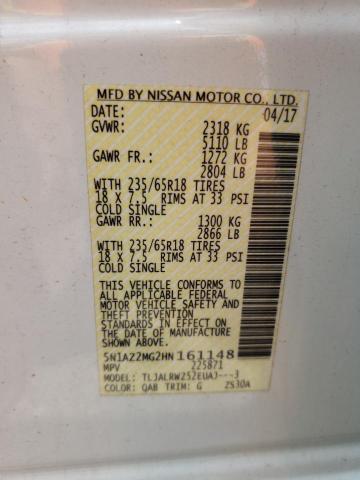 MFD BY NISSAN MOTOR CO., LTD.
DATE: 04/17
GVWR: 2318 KG
5110 LB
GAWR FR.: 1272 KG
2804 LB
WITH 235/65R18 TIRES
18 X 7.5 RIMS AT 33 PSI
COLD SINGLE
GAWR RR.: 1300 KG
2866 LB
WITH 235/65R18 TIRES
18 X 7.5 RIMS AT 33 PSI
COLD SINGLE
THIS VEHICLE CONFORMS TO
ALL APPLICABLE FEDERAL
MOTOR VEHICLE SAFETY AND
THEFT PREVENTION
STANDARDS IN EFFECT ON
THE DATE OF MANUFACTURE
SHOWN ABOVE.
5N1AZ2MG2HN161148
MPV 225871
MODEL: TLJALRWZ52EUAJ---3
COLOR: QAB TRIM: G ZS30A